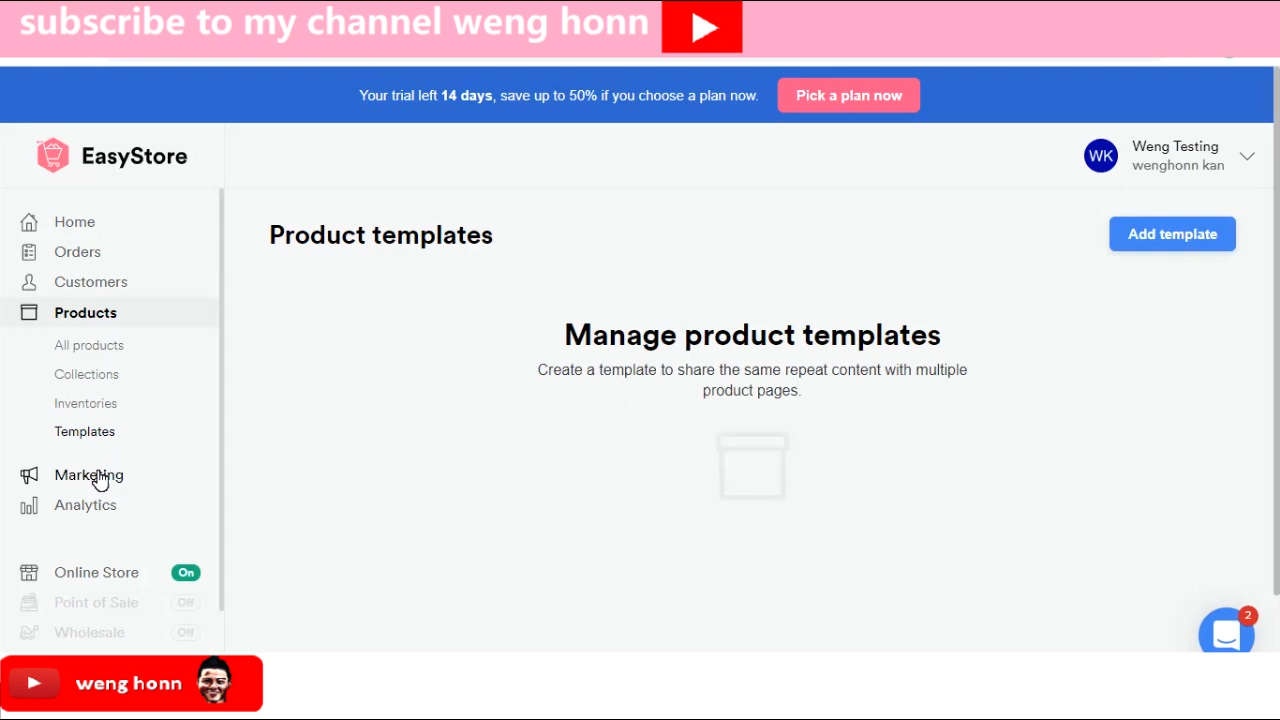 subscribe to my channel weng honn
Your trial left 14 days, save up to 50% if you choose a plan now.
Pick a plan now
EasyStore
WK
Weng Testing
wenghonn kan
Home
Orders
Customers
Products
All products
Collections
Inventories
Templates
Marketing
Analytics
Online Store On
Point of Sale Off
Wholesale Off
Product templates
Add template
Manage product templates
Create a template to share the same repeat content with multiple
product pages.
2
weng honn